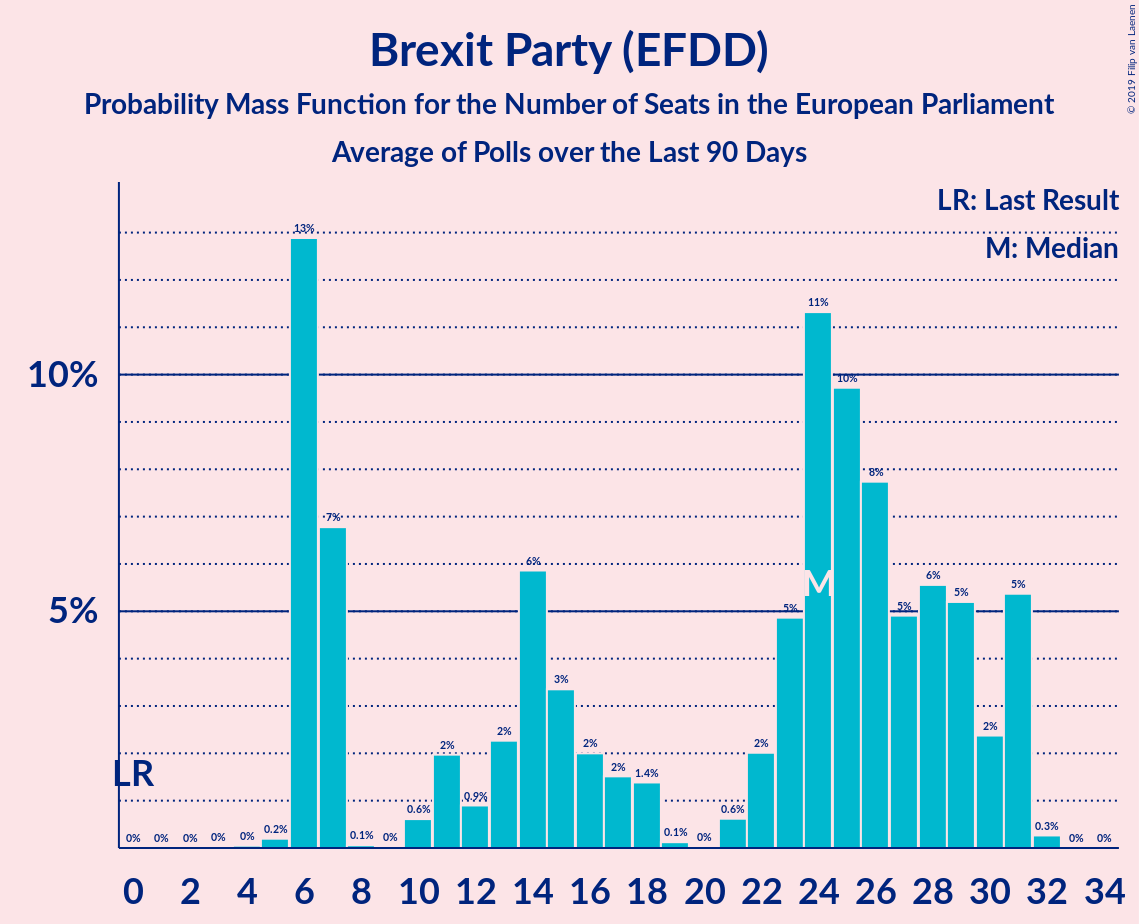 Brexit Party (EFDD)
Probability Mass Function for the Number of Seats in the European Parliament
Average of Polls over the Last 90 Days
© 2019 Filip van Laenen
LR: Last Result
M: Median
10%
5%
LR
M
0% 0% 0% 0% 0% 0.2% 13% 7% 0.1% 0% 0.6% 2% 0.9% 2% 6% 3% 2% 2% 1.4% 0.1% 0% 0.6% 2% 5% 11% 10% 8% 5% 6% 5% 2% 5% 0.3% 0% 0%
0 2 4 6 8 10 12 14 16 18 20 22 24 26 28 30 32 34